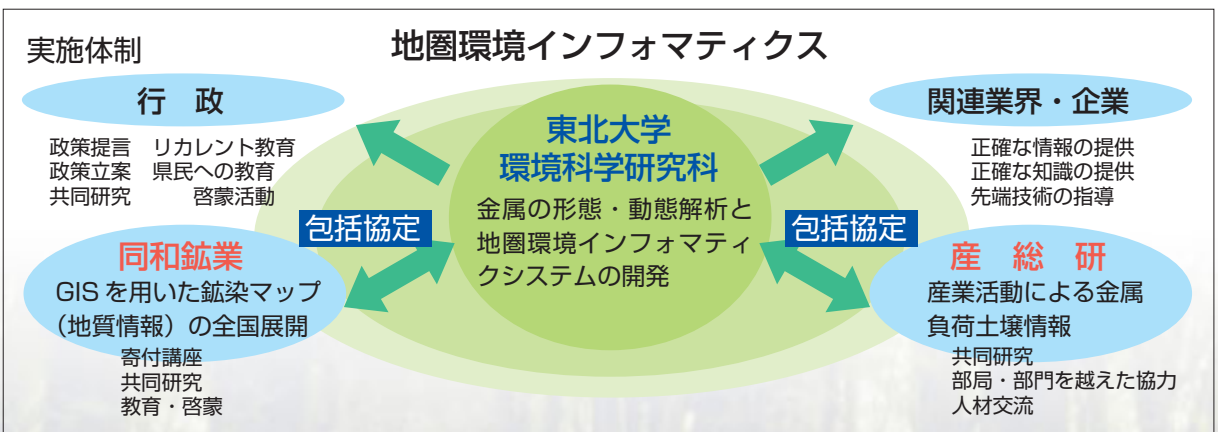 実施体制
地圏環境インフォマティクス
行 政
政策提言 リカレント教育
政策立案 県民への教育
共同研究 啓蒙活動
関連業界・企業
正確な情報の提供
正確な知識の提供
先端技術の指導
東北大学
環境科学研究科
金属の形態・動態解析と
地圏環境インフォマティ
クシステムの開発
包括協定
包括協定
同和鉱業
GISを用いた鉱染マップ
（地質情報）の全国展開
寄付講座
共同研究
教育・啓蒙
産 総 研
産業活動による金属
負荷土壌情報
共同研究
部局・部門を越えた協力
人材交流